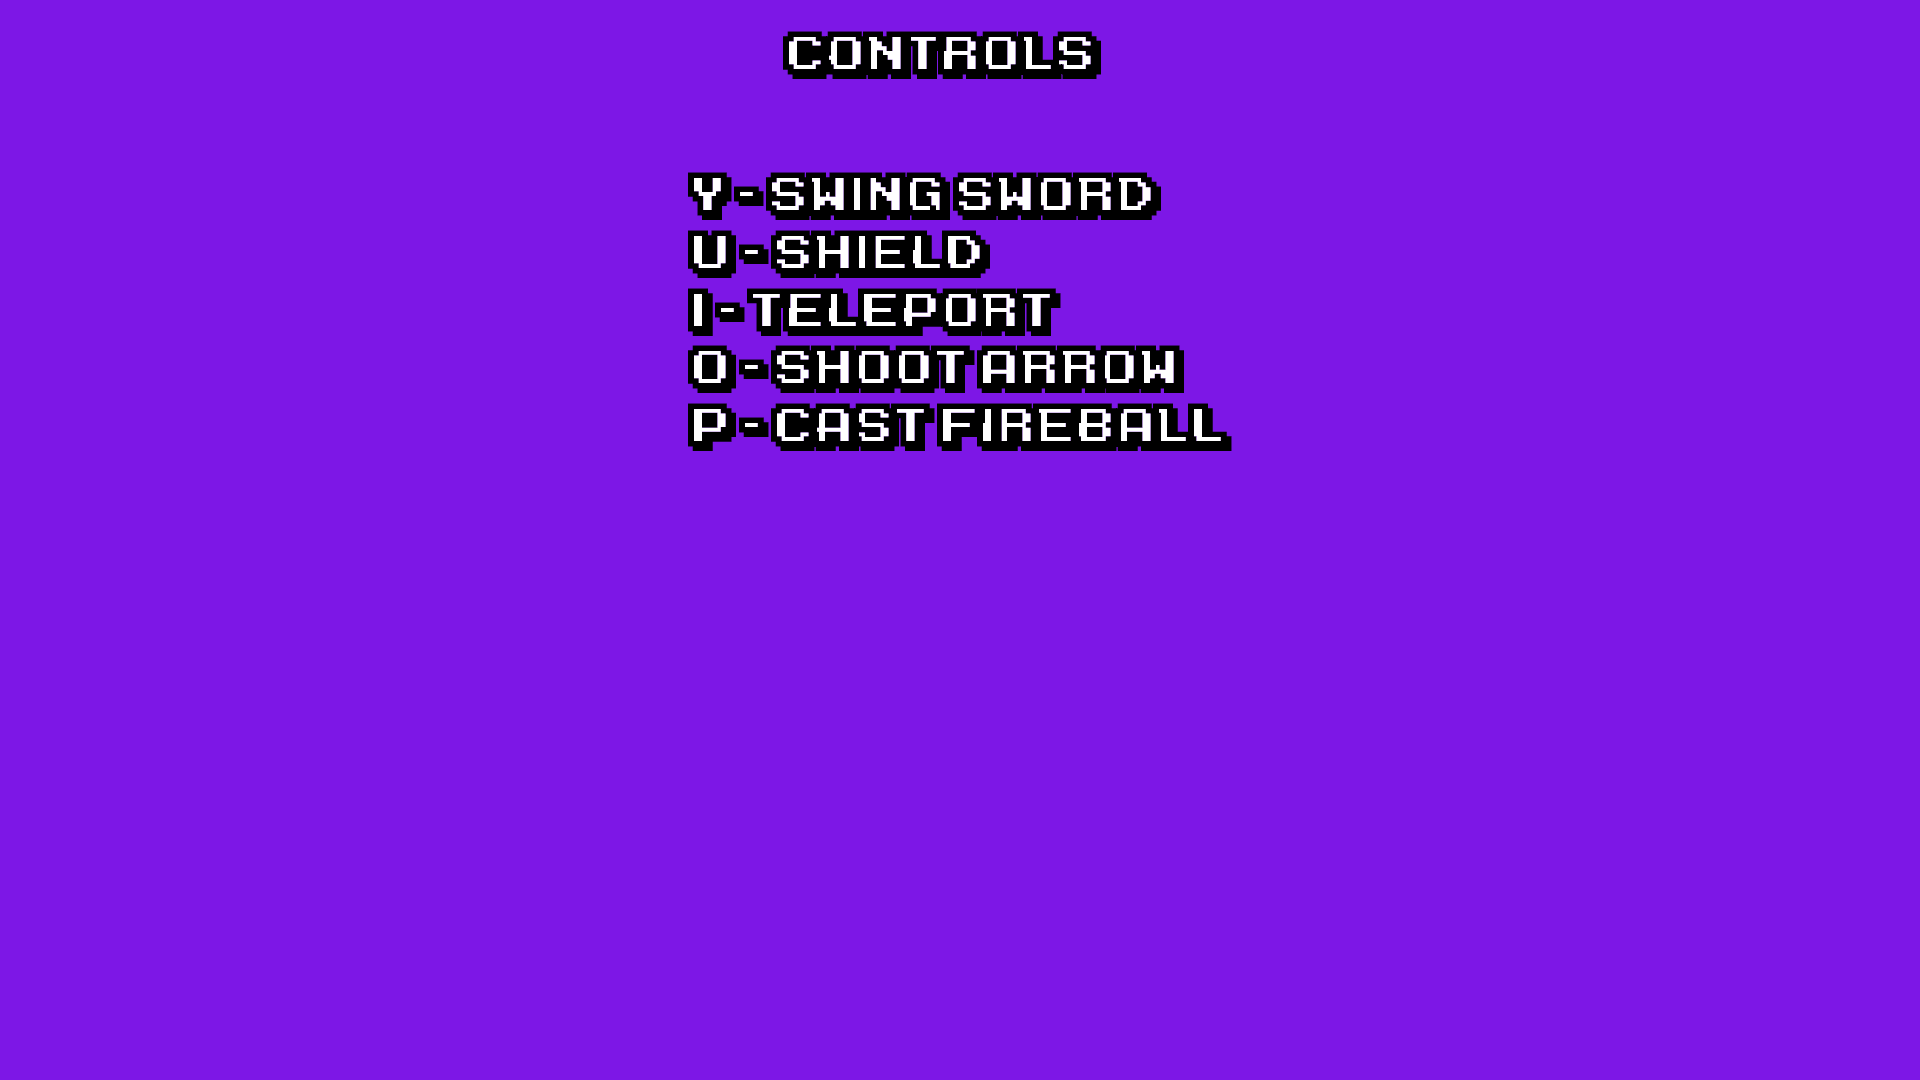 CONTROLS
Y - SWING SWORD
U - SHIELD
I - TELEPORT
O - SHOOT ARROW
P - CAST FIREBALL